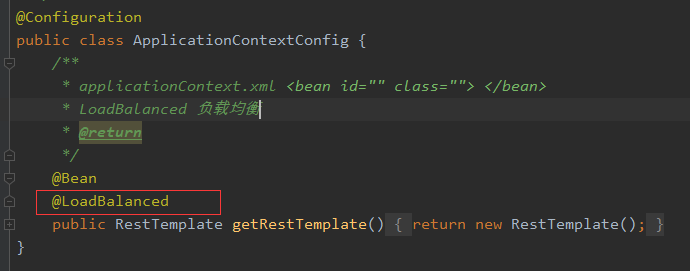 @Configuration
public class ApplicationContextConfig {
/**
* applicationContext.xml <bean id="" class=""> </bean>
* LoadBalanced 负载均衡
* @return
*/
@Bean
@LoadBalanced
public RestTemplate getRestTemplate() { return new RestTemplate(); }
}